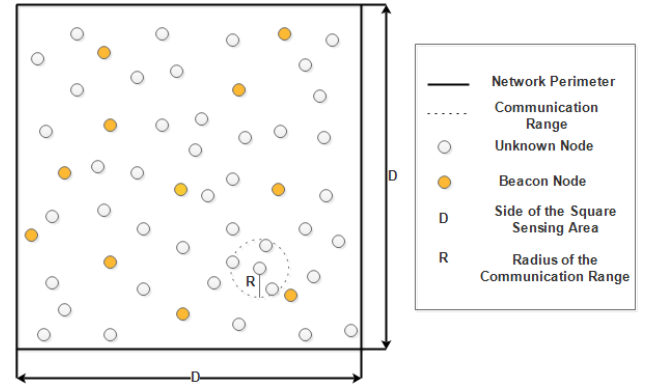 Network Perimeter
Communication
Range
Unknown Node
D
Beacon Node
D
Side of the Square
Sensing Area
R
Radius of the
Communication Range
R
D